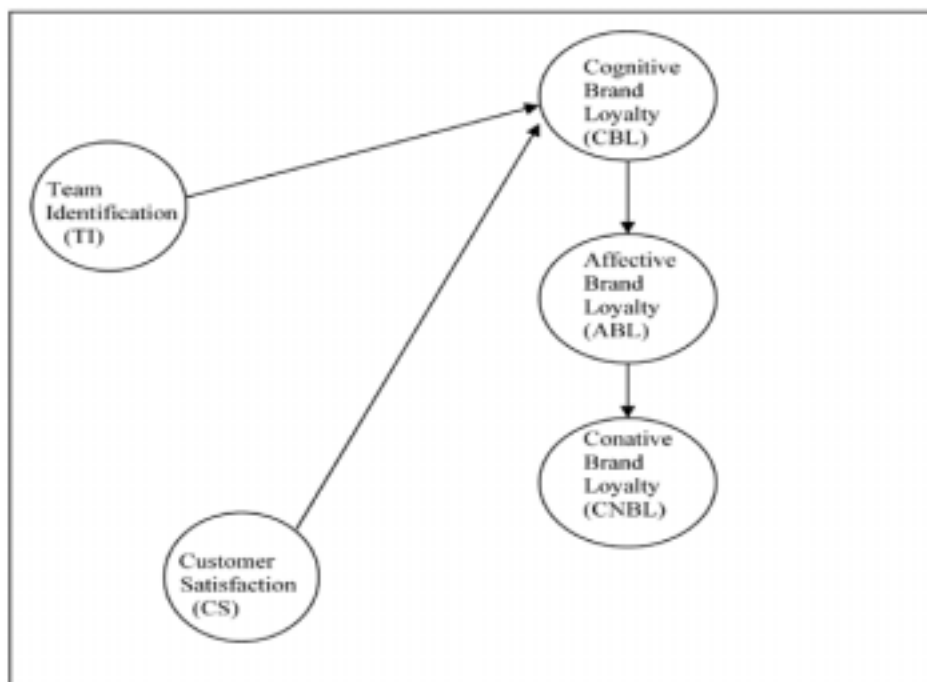 Cognitive
Brand
Loyalty
(CBL)
Team
Identification
(TI)
Affective
Brand
Loyalty
(ABL)
Conative
Brand
Loyalty
(CNBL)
Customer
Satisfaction
(CS)